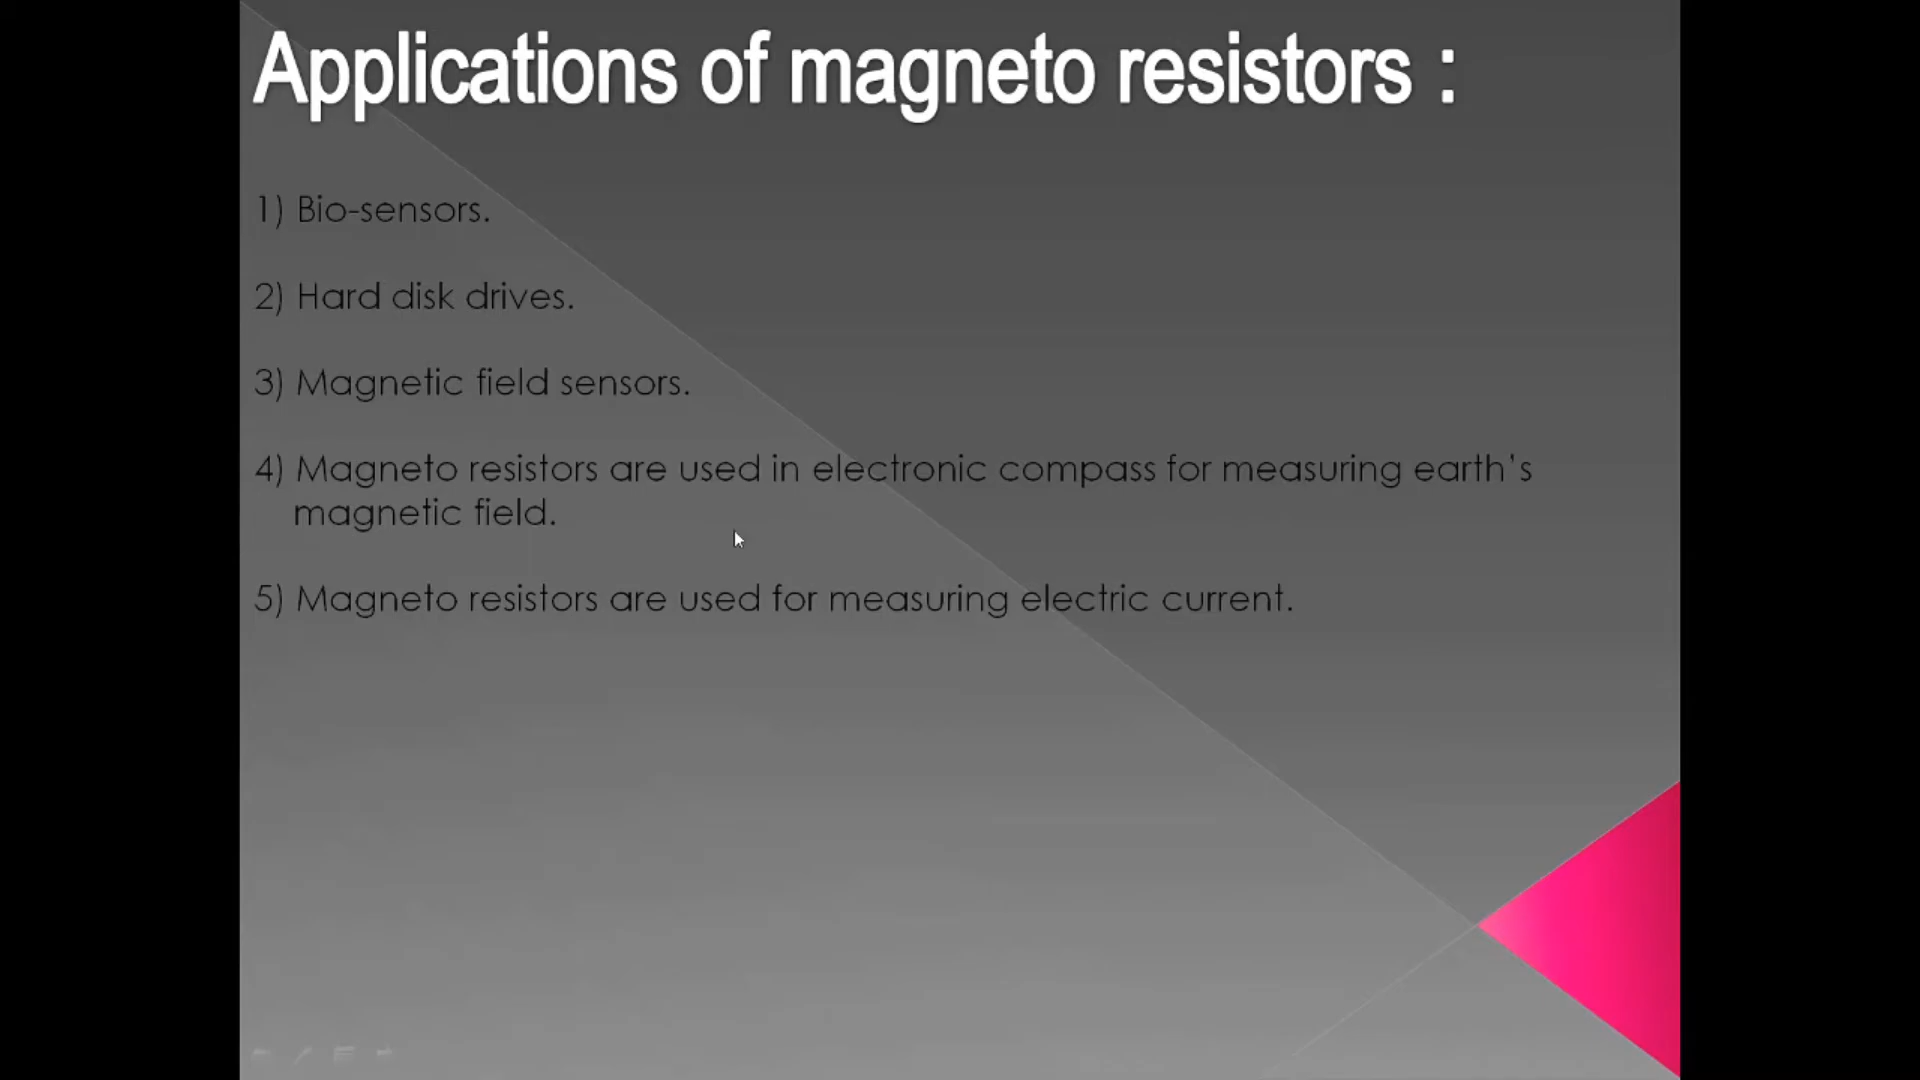 Applications of magneto resistors :
1) Bio-sensors.
2) Hard disk drives.
3) Magnetic field sensors.
4) Magneto resistors are used in electronic compass for measuring earth’s
magnetic field.
5) Magneto resistors are used for measuring electric current.